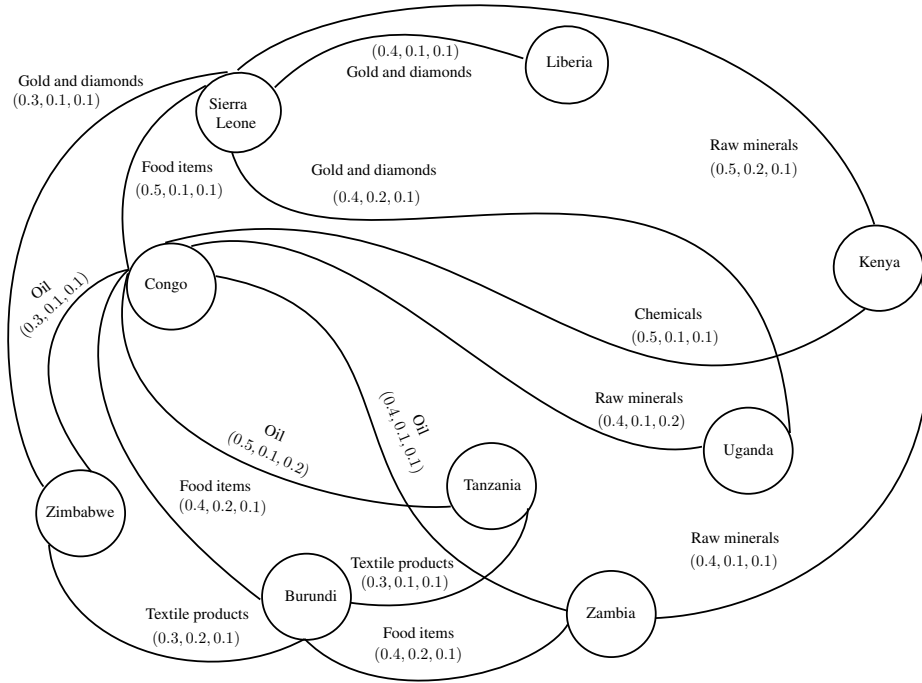 (0.4, 0.1, 0.1)
Gold and diamonds
Liberia
Gold and diamonds
(0.3, 0.1, 0.1)
Sierra
Leone
Raw minerals
(0.5, 0.2, 0.1)
Food items
(0.5, 0.1, 0.1)
Gold and diamonds
(0.4, 0.2, 0.1)
Kenya
Oil
(0.3, 0.1, 0.1)
Congo
Chemicals
(0.5, 0.1, 0.1)
Raw minerals
(0.4, 0.1, 0.2)
Oil
(0.4, 0.1, 0.1)
Oil
(0.5, 0.1, 0.2)
Uganda
Tanzania
Food items
(0.4, 0.2, 0.1)
Zimbabwe
Raw minerals
(0.4, 0.1, 0.1)
Textile products
(0.3, 0.1, 0.1)
Burundi
Zambia
Textile products
(0.3, 0.2, 0.1)
Food items
(0.4, 0.2, 0.1)